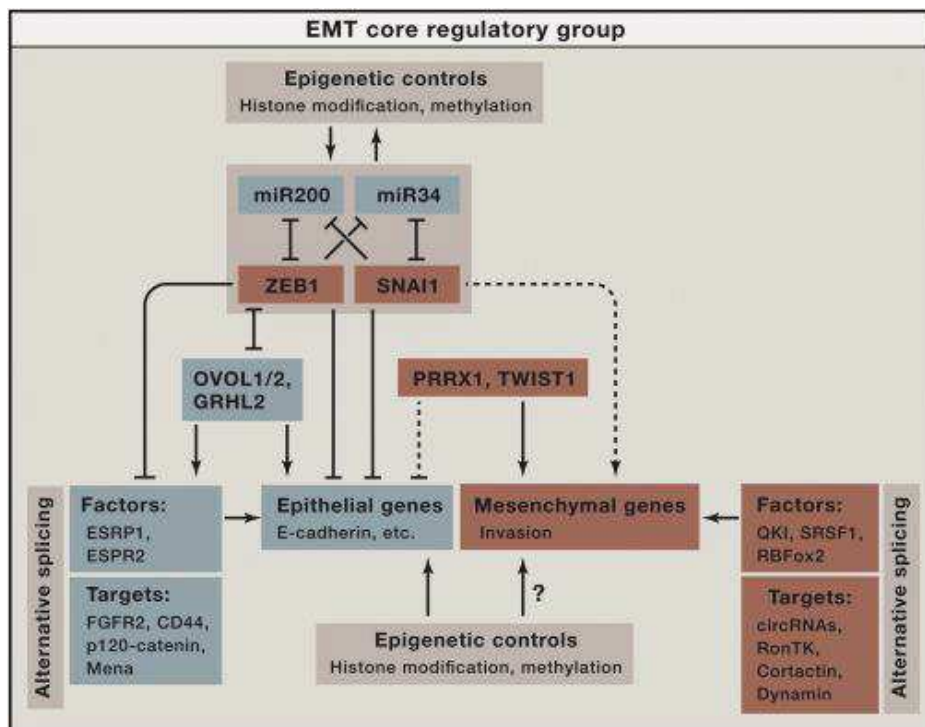 EMT core regulatory group
Epigenetic controls
Histone modification, methylation
miR200
miR34
ZEB1
SNAI1
OVOL1/2,
GRHL2
PRRX1, TWIST1
Alternative splicing
Factors:
ESRP1,
ESPR2
Targets:
FGFR2, CD44,
p120-catenin,
Mena
Epithelial genes
E-cadherin, etc.
Mesenchymal genes
Invasion
?
Epigenetic controls
Histone modification, methylation
Factors:
QKI, SRSF1,
RBFox2
Targets:
circRNAs,
RonTK,
Cortactin,
Dynamin
Alternative splicing